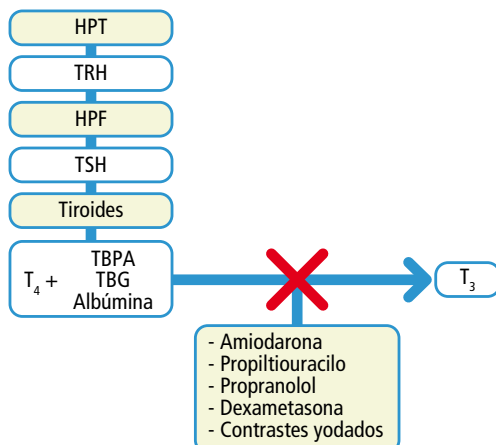 HPT
TRH
HPF
TSH
Tiroides
TBPA
T₄ + TBG
Albúmina
T₃
- Amiodarona
- Propiltiouracilo
- Propranolol
- Dexametasona
- Contrastes yodados